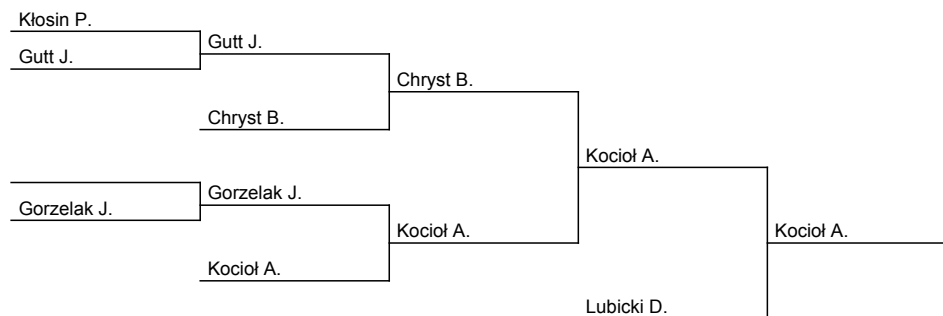 Kłosin P.
Gutt J.
Gutt J.
Chryst B.
Chryst B.
Kocioł A.
Gorzelak J.
Gorzelak J.
Kocioł A.
Kocioł A.
Kocioł A.
Lubicki D.